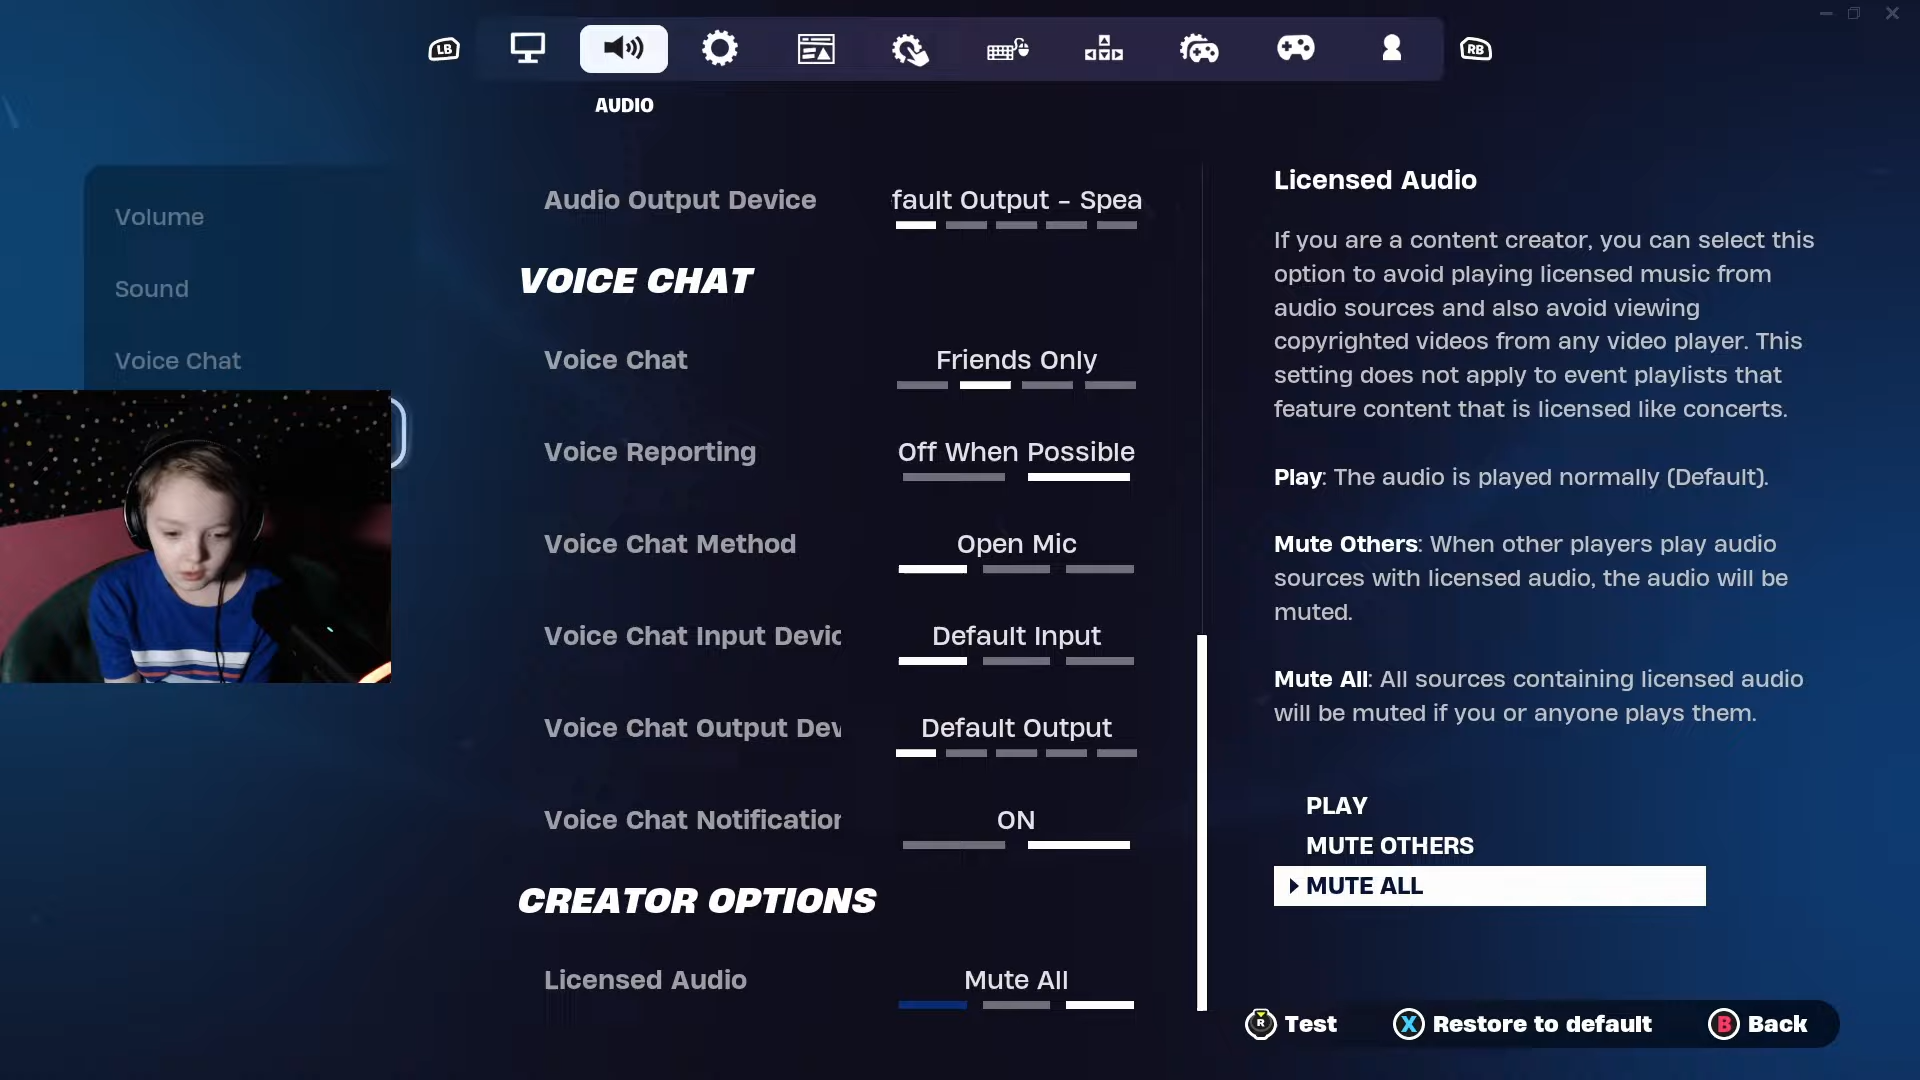 LB
RB
AUDIO
Volume
Sound
Voice Chat
Audio Output Device
fault Output - Spea
VOICE CHAT
Voice Chat
Friends Only
Voice Reporting
Off When Possible
Voice Chat Method
Open Mic
Voice Chat Input Devic
Default Input
Voice Chat Output Dev
Default Output
Voice Chat Notification
ON
CREATOR OPTIONS
Licensed Audio
Mute All
Licensed Audio
If you are a content creator, you can select this
option to avoid playing licensed music from
audio sources and also avoid viewing
copyrighted videos from any video player. This
setting does not apply to event playlists that
feature content that is licensed like concerts.
Play: The audio is played normally (Default).
Mute Others: When other players play audio
sources with licensed audio, the audio will be
muted.
Mute All: All sources containing licensed audio
will be muted if you or anyone plays them.
PLAY
MUTE OTHERS
MUTE ALL
R Test
X Restore to default
B Back